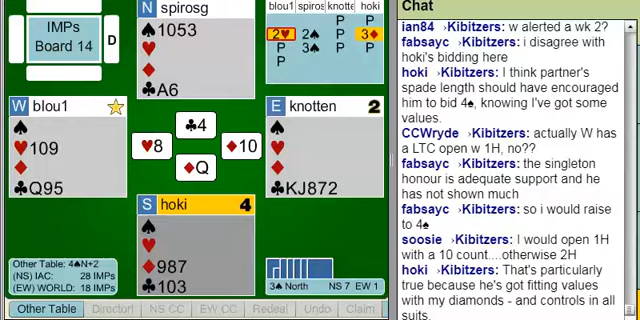 IMPs
Board 14
D
N spirosg
♠1053
♥
♦
♣A6
blou1 spiros knotte hoki
P P
2♥ 2♠ P 3♦
P 3♠ P P
P
W blou1
♠
♥109
♦
♣Q95
♣4
♥8
♦10
♦Q
E knotten 2
♠
♥
♦
♣KJ872
S hoki 4
♠
♥
♦987
♣103
Other Table: 4♠N+2
(NS) IAC: 28 IMPs
(EW) WORLD: 18 IMPs
3♠ North NS 7 EW 1
Other Table Director! NS CC EW CC Redeal Undo Claim
Chat
ian84 ›Kibitzers: w alerted a wk 2?
fabsayc ›Kibitzers: i disagree with
hoki's bidding here
hoki ›Kibitzers: I think partner's
spade length should have encouraged
him to bid 4♠, knowing I've got some
values.
CCWryde ›Kibitzers: actually W has
a LTC open w 1H, no??
fabsayc ›Kibitzers: the singleton
honour is adequate support and he
has not shown much
fabsayc ›Kibitzers: so i would raise
to 4♠
soosie ›Kibitzers: I would open 1H
with a 10 count....otherwise 2H
hoki ›Kibitzers: That's particularly
true because he's got fitting values
with my diamonds - and controls in all
suits.